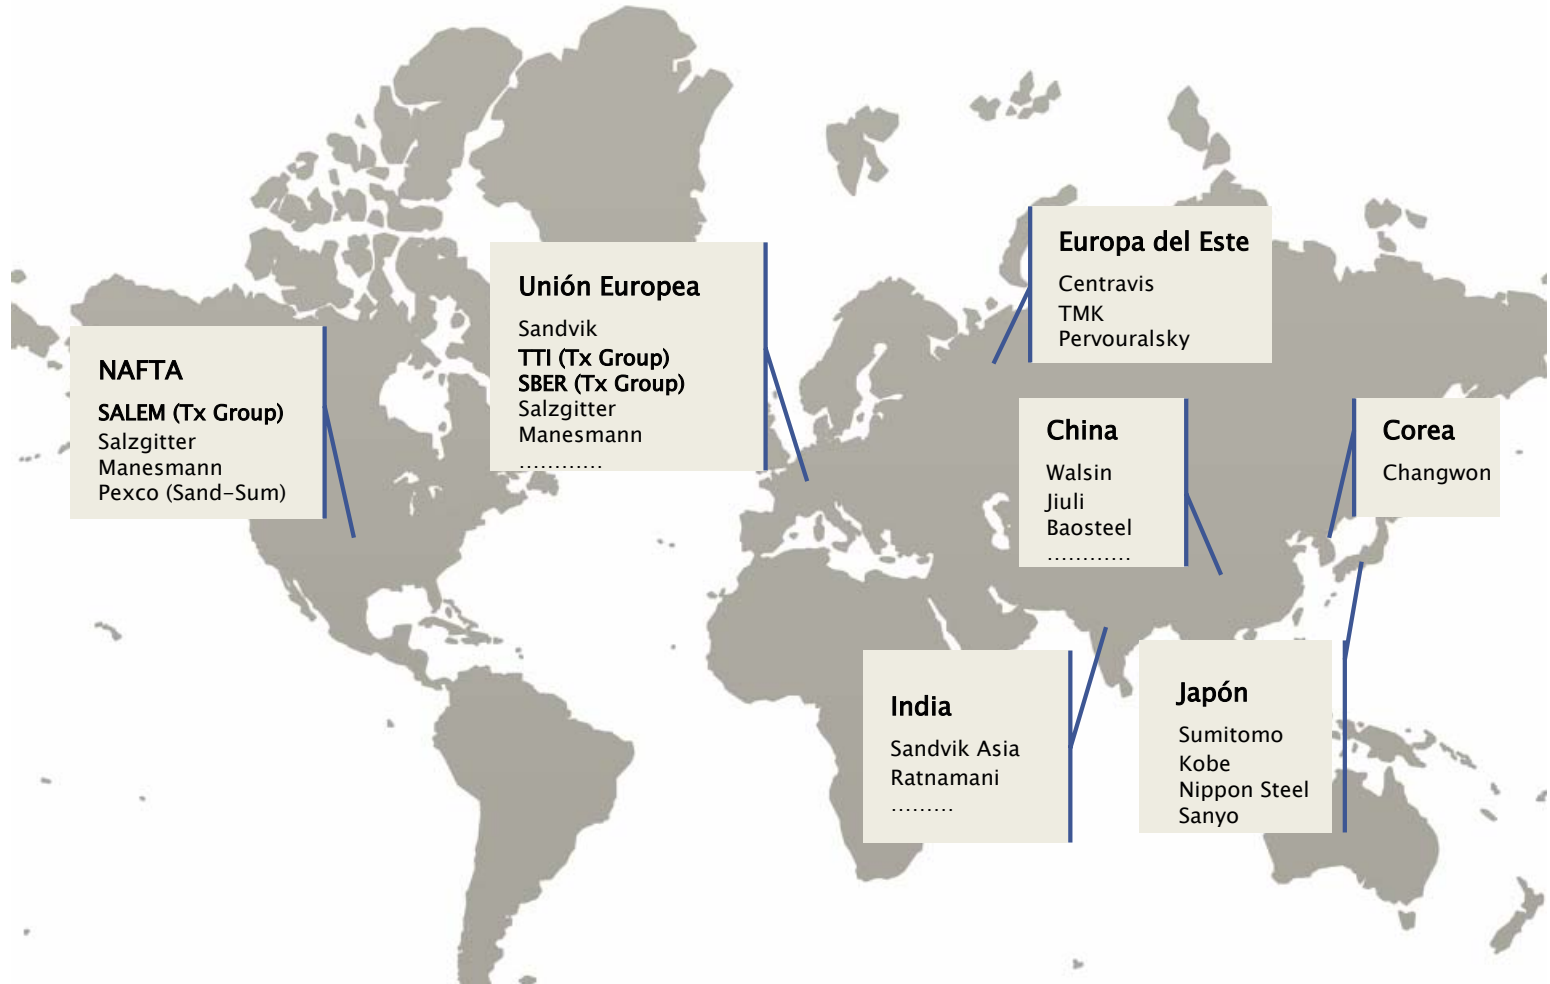 NAFTA
SALEM (Tx Group)
Salzgitter
Manesmann
Pexco (Sand-Sum)
Unión Europea
Sandvik
TTI (Tx Group)
SBER (Tx Group)
Salzgitter
Manesmann
…………
Europa del Este
Centravis
TMK
Pervouralsky
China
Walsin
Jiuli
Baosteel
…………
Corea
Changwon
India
Sandvik Asia
Ratnamani
………
Japón
Sumitomo
Kobe
Nippon Steel
Sanyo